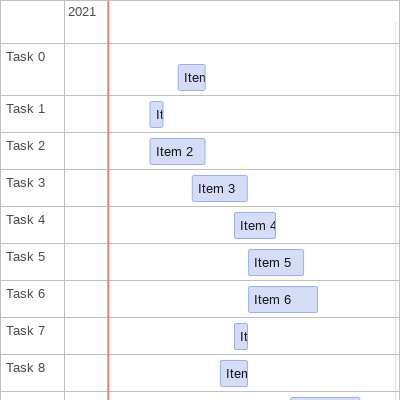 2021
Task 0
Iten
Task 1
It
Task 2
Item 2
Task 3
Item 3
Task 4
Item 4
Task 5
Item 5
Task 6
Item 6
Task 7
It
Task 8
Iten